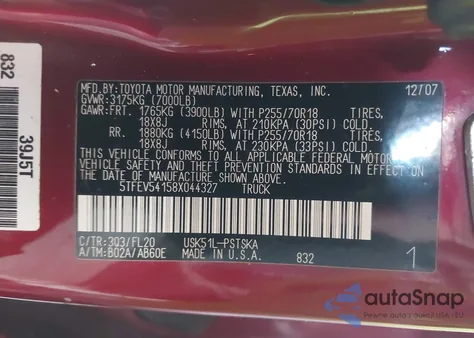 832
39J5T
MFD.BY:TOYOTA MOTOR MANUFACTURING, TEXAS, INC. 12/07
GVWR:3175KG (7000LB)
GAWR:FRT. 1765KG (3900LB) WITH P255/70R18 TIRES,
18X8J RIMS, AT 210KPA (30PSI) COLD.
RR. 1880KG (4150LB) WITH P255/70R18 TIRES,
18X8J RIMS, AT 230KPA (33PSI) COLD.
THIS VEHICLE CONFORMS TO ALL APPLICABLE FEDERAL MOTOR
VEHICLE SAFETY AND THEFT PREVENTION STANDARDS IN EFFECT ON
THE DATE OF MANUFACTURE SHOWN ABOVE.
5TFEV54158X044327 TRUCK
C/TR:3Q3/FL20 USK51L-PSTSKA
A/TM:B02A/AB60E MADE IN U.S.A. 832 1
autoSnap